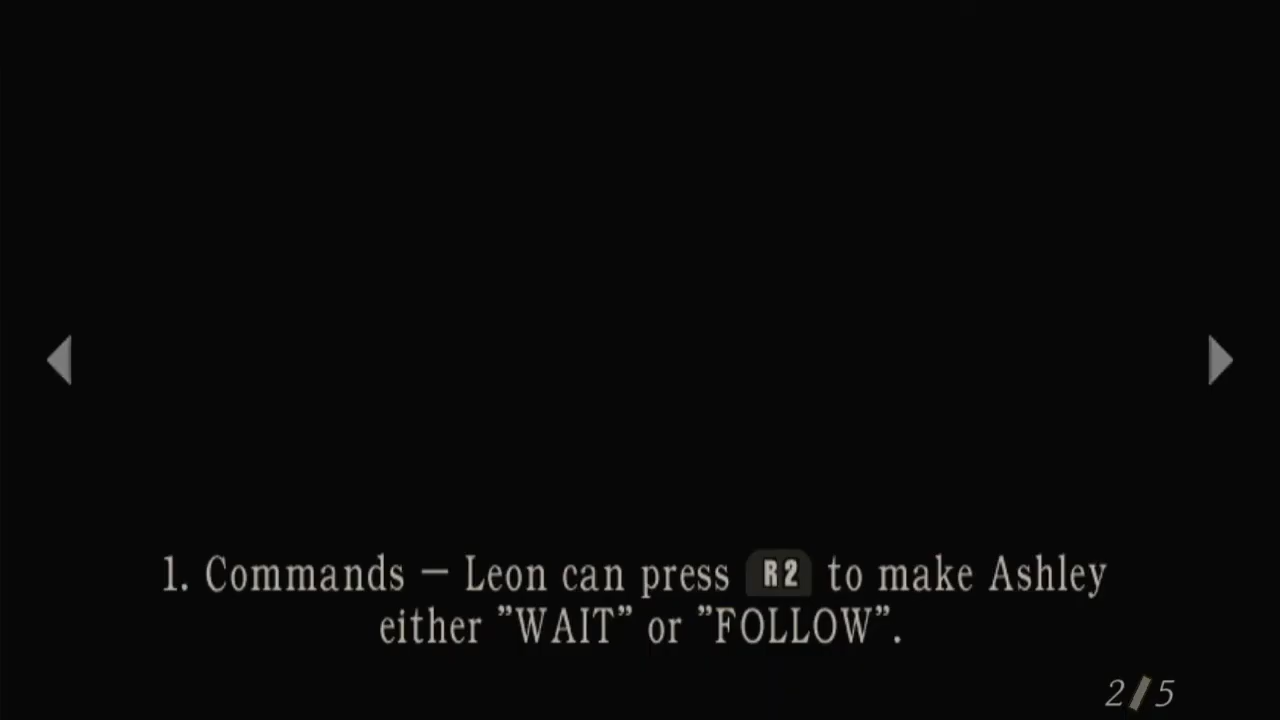 1. Commands — Leon can press R2 to make Ashley
either ”WAIT” or ”FOLLOW”.
2/5